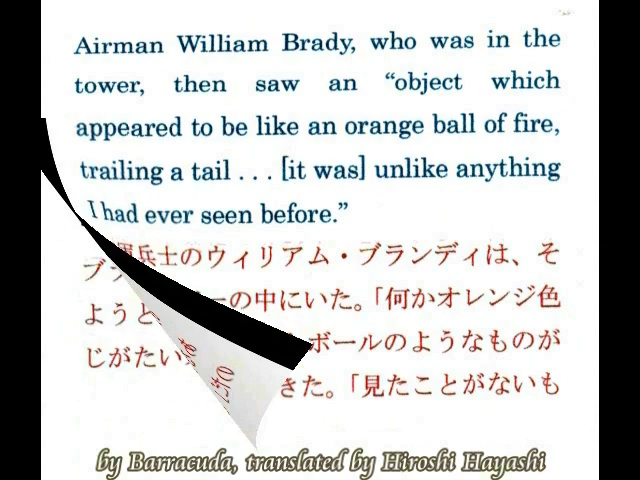 Airman William Brady, who was in the
tower, then saw an “object which
appeared to be like an orange ball of fire,
trailing a tail . . . [it was] unlike anything
I had ever seen before.”
兵士のウィリアム・ブランディは、そ
の中にいた。「何かオレンジ色
ようと
ボールのようなものが
じがたい
きた。「見たことがないも
by Barracuda, translated by Hiroshi Hayashi